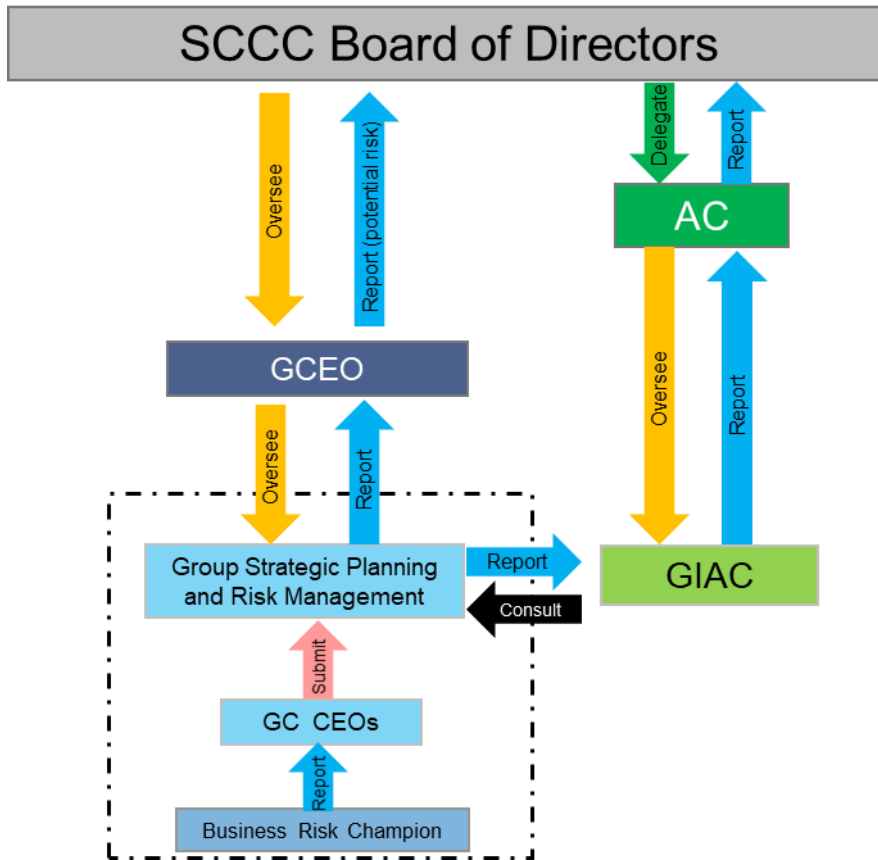 SCCC Board of Directors
Oversee
Report (potential risk)
Delegate
Report
AC
GCEO
Oversee
Report
Oversee
Report
Group Strategic Planning
and Risk Management
Report
Consult
GIAC
Submit
GC CEOs
Report
Business Risk Champion